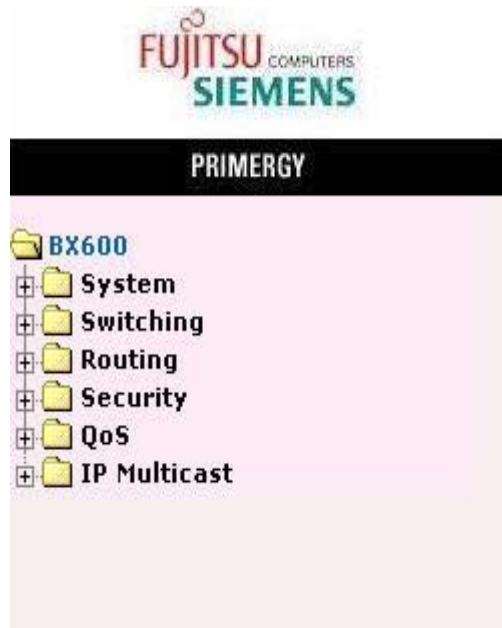 FUJITSU COMPUTERS
SIEMENS
PRIMERGY
BX600
System
Switching
Routing
Security
QoS
IP Multicast